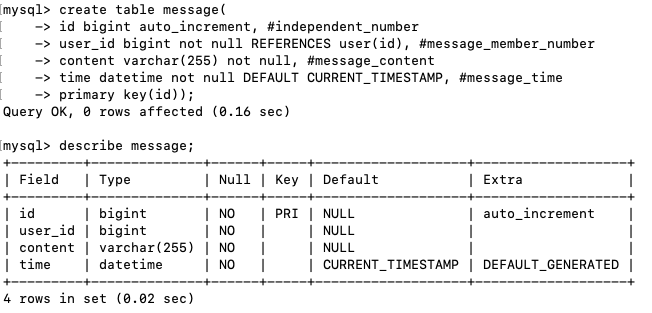 [mysql> create table message(
[    -> id bigint auto_increment, #independent_number
[    -> user_id bigint not null REFERENCES user(id), #message_member_number
[    -> content varchar(255) not null, #message_content
[    -> time datetime not null DEFAULT CURRENT_TIMESTAMP, #message_time
[    -> primary key(id));
Query OK, 0 rows affected (0.16 sec)

[mysql> describe message;
+---------+--------------+------+-----+-------------------+-------------------+
| Field   | Type         | Null | Key | Default           | Extra             |
+---------+--------------+------+-----+-------------------+-------------------+
| id      | bigint       | NO   | PRI | NULL              | auto_increment    |
| user_id | bigint       | NO   |     | NULL              |                   |
| content | varchar(255) | NO   |     | NULL              |                   |
| time    | datetime     | NO   |     | CURRENT_TIMESTAMP | DEFAULT_GENERATED |
+---------+--------------+------+-----+-------------------+-------------------+
4 rows in set (0.02 sec)